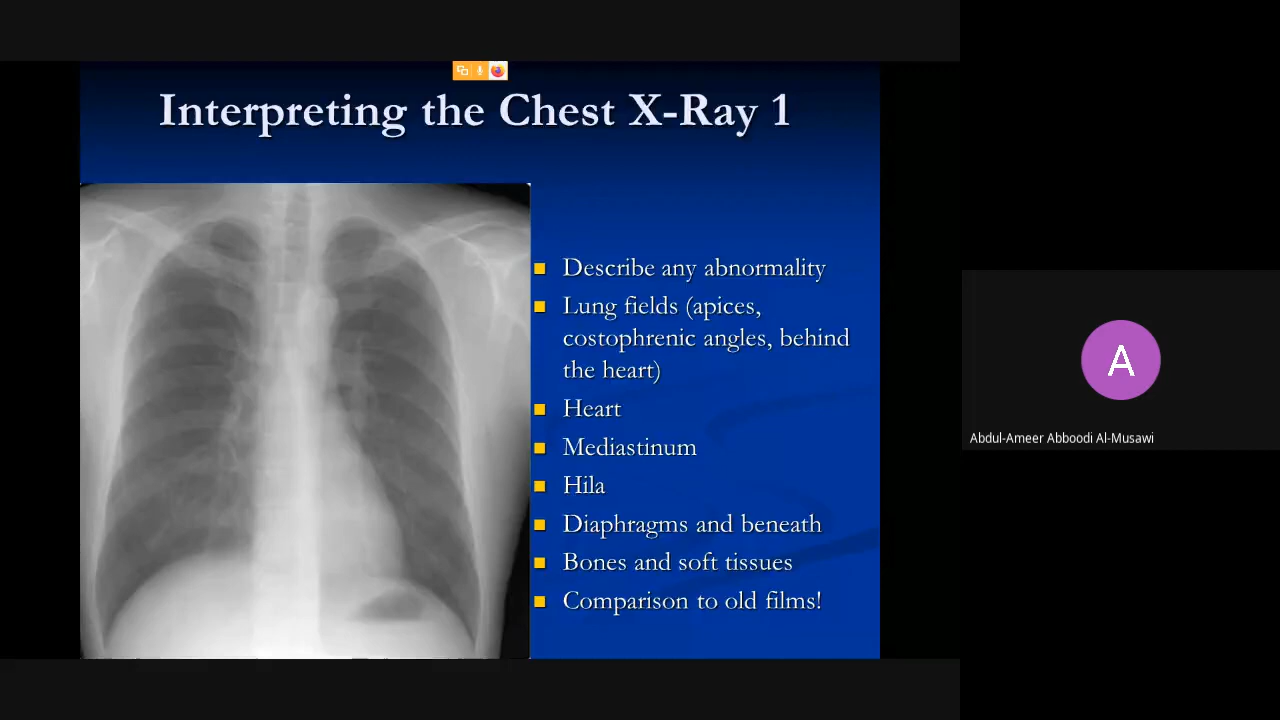 Interpreting the Chest X-Ray 1
Describe any abnormality
Lung fields (apices,
costophrenic angles, behind
the heart)
Heart
Mediastinum
Hila
Diaphragms and beneath
Bones and soft tissues
Comparison to old films!
A
Abdul-Ameer Abboodi Al-Musawi